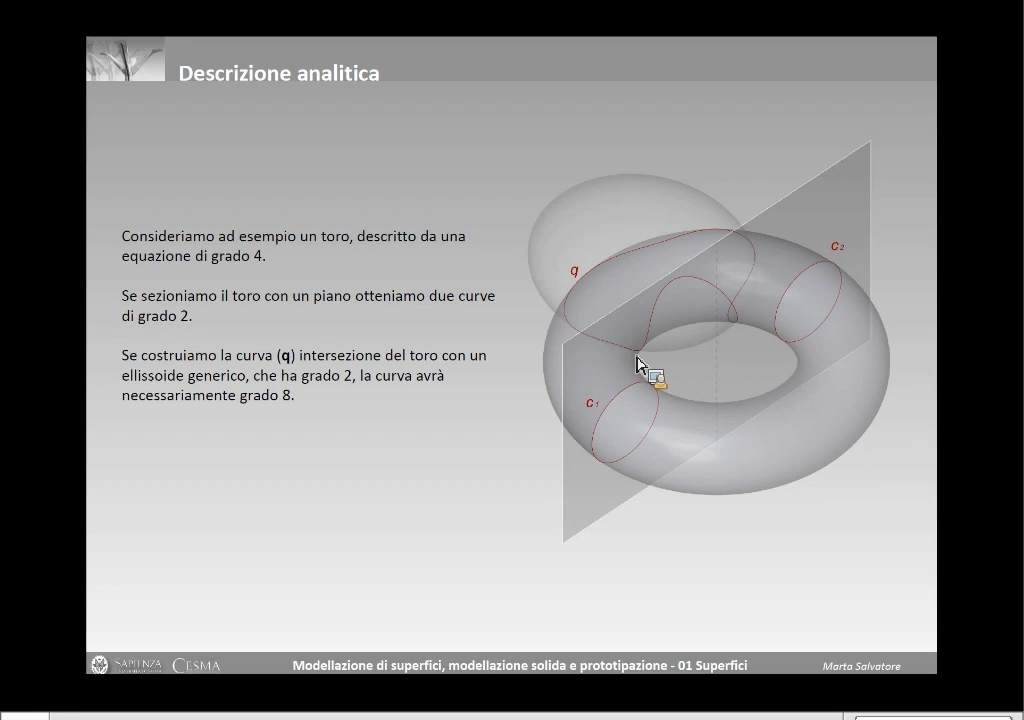 Descrizione analitica
Consideriamo ad esempio un toro, descritto da una
equazione di grado 4.
Se sezioniamo il toro con un piano otteniamo due curve
di grado 2.
Se costruiamo la curva (q) intersezione del toro con un
ellissoide generico, che ha grado 2, la curva avrà
necessariamente grado 8.
q
c2
c1
SAPIENZA
CESMA
Modellazione di superfici, modellazione solida e prototipazione - 01 Superfici
Marta Salvatore